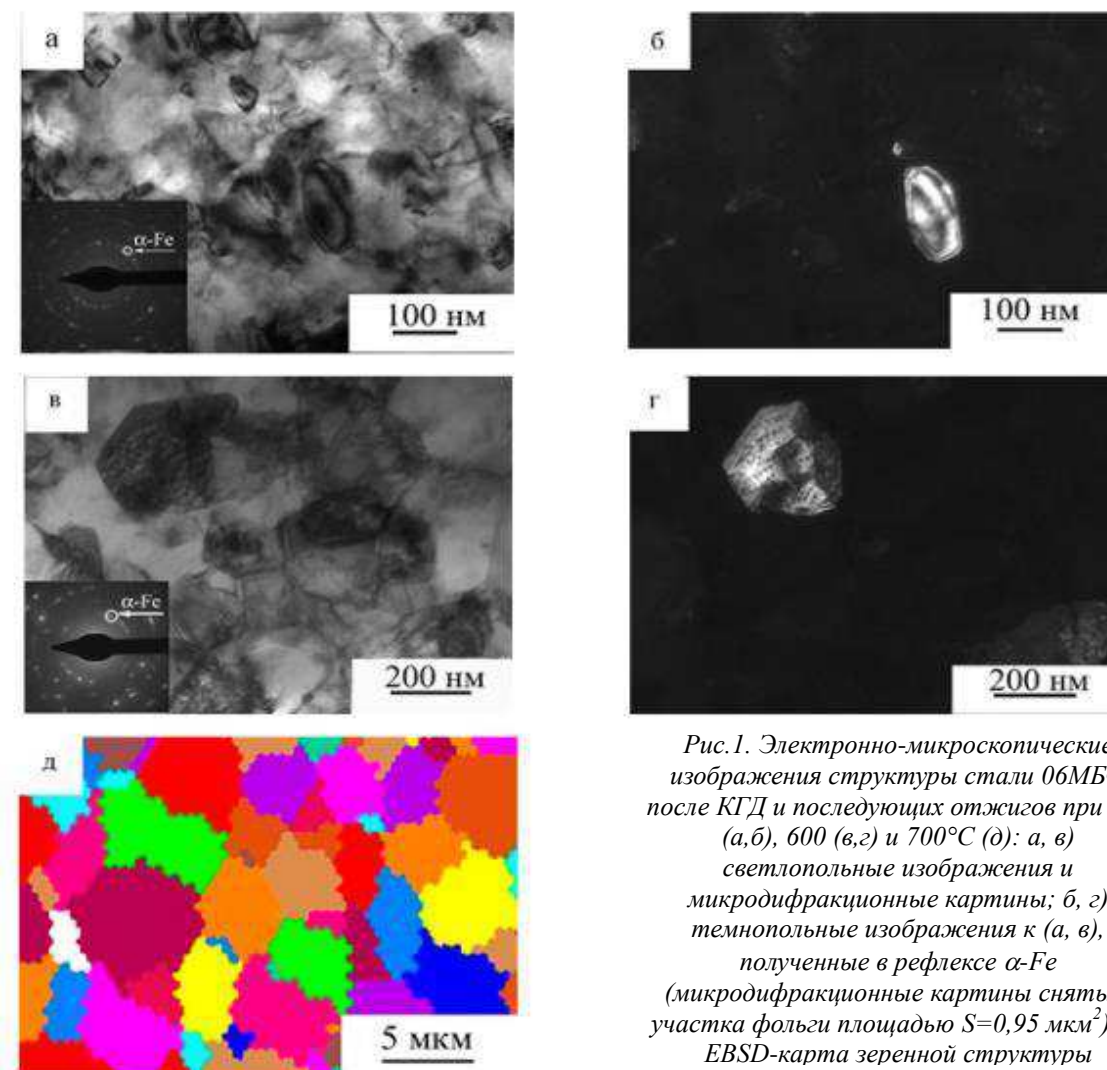 а
α-Fe
100 нм
б
100 нм
в
α-Fe
200 нм
г
200 нм
д
5 мкм
Рис.1. Электронно-микроскопические
изображения структуры стали 06МБ
после КГД и последующих отжигов при
(а,б), 600 (в,г) и 700°С (д): а, в)
светлопольные изображения и
микродифракционные картины; б, г)
темнопольные изображения к (а, в),
полученные в рефлексе α-Fe
(микродифракционные картины снять
участка фольги площадью S=0,95 мкм²)
EBSD-карта зеренной структуры